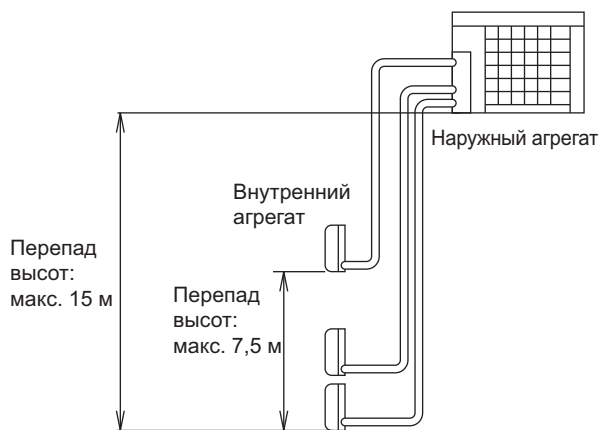 Наружный агрегат
Внутренний
агрегат
Перепад
высот:
макс. 15 м
Перепад
высот:
макс. 7,5 м